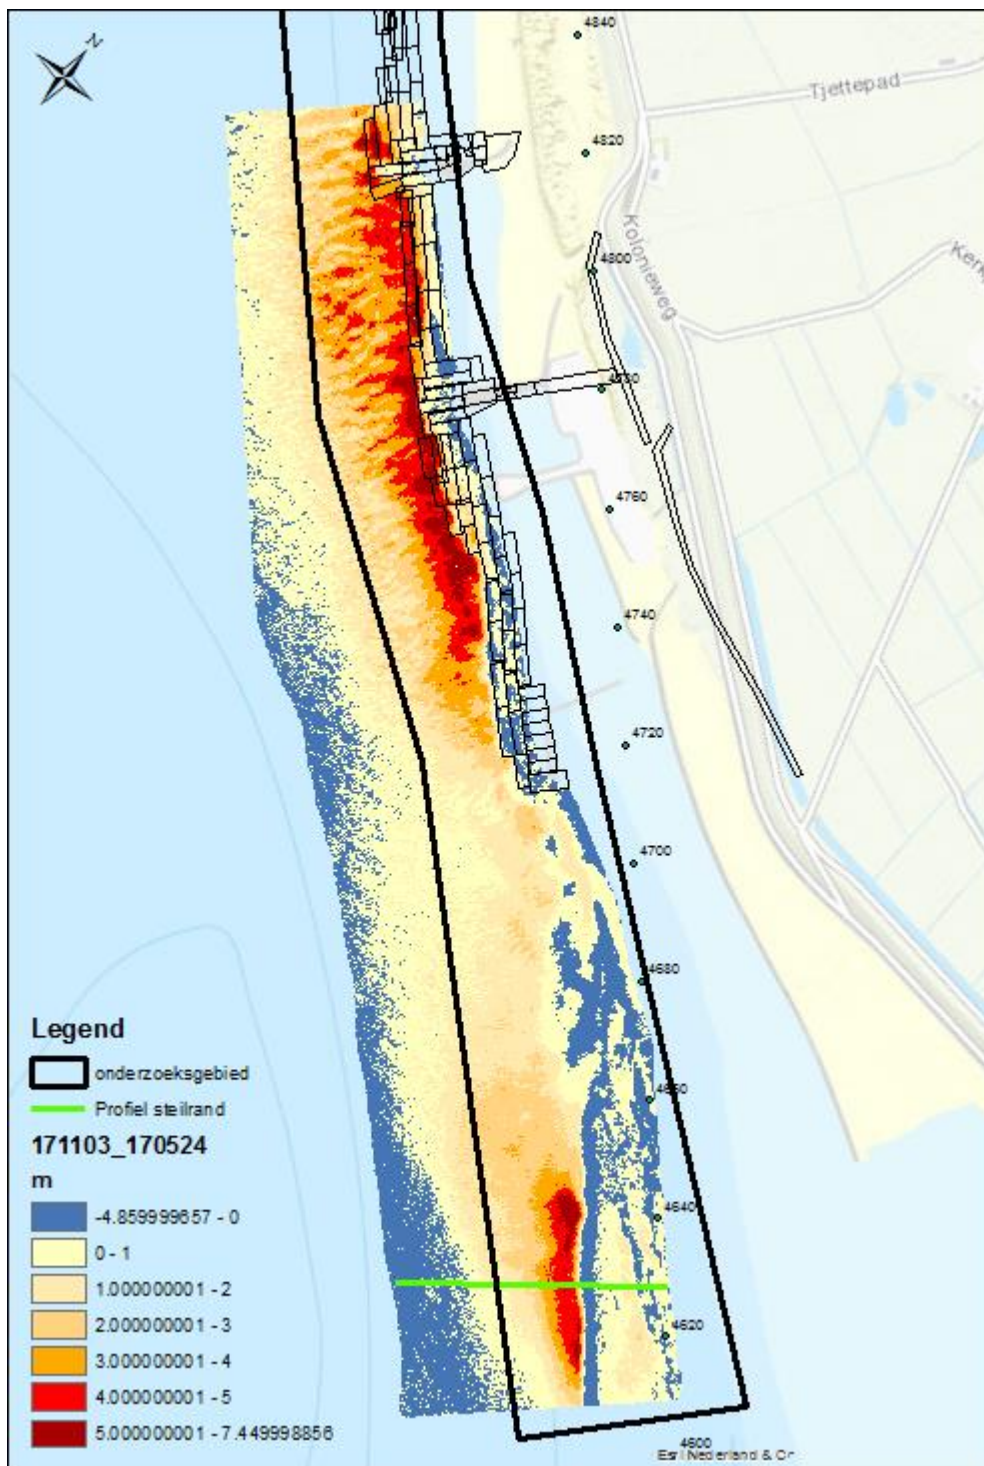 N
4840
Tjettepad
4820
Kolonieweg
4800
Kerk
4760
4740
4720
4700
4680
4640
4620
4600
Esri Nederland & C
Legend
onderzoeksgebied
Profiel steilrand
171103_170524
m
-4.859999657 - 0
0 - 1
1.000000001 - 2
2.000000001 - 3
3.000000001 - 4
4.000000001 - 5
5.000000001 - 7.449998856